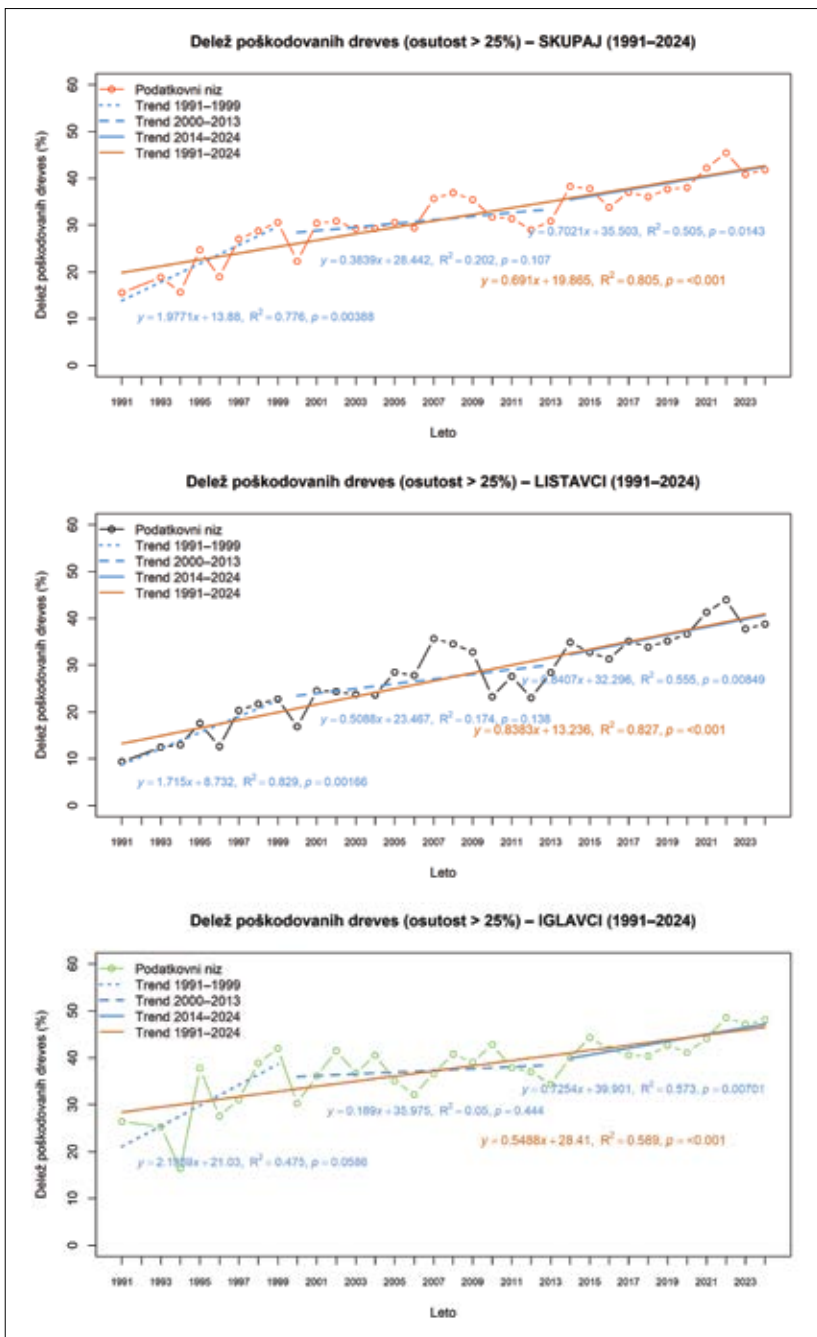 Delež poškodovanih dreves (osutost > 25%) – SKUPAJ (1991–2024)
Delež poškodovanih dreves (%)
60
50
40
30
20
10
0
Podatkovni niz
Trend 1991–1999
Trend 2000–2013
Trend 2014–2024
Trend 1991–2024
y = 0.7021x + 35.503, R² = 0.505, p = 0.0143
y = 0.3839x + 28.442, R² = 0.202, p = 0.107
y = 0.691x + 19.865, R² = 0.805, p = <0.001
y = 1.9771x + 13.88, R² = 0.776, p = 0.00388
1991 1993 1995 1997 1999 2001 2003 2005 2007 2009 2011 2013 2015 2017 2019 2021 2023
Leto
Delež poškodovanih dreves (osutost > 25%) – LISTAVCI (1991–2024)
Delež poškodovanih dreves (%)
60
50
40
30
20
10
0
Podatkovni niz
Trend 1991–1999
Trend 2000–2013
Trend 2014–2024
Trend 1991–2024
y = 0.8407x + 32.296, R² = 0.555, p = 0.00849
y = 0.5088x + 23.467, R² = 0.174, p = 0.138
y = 0.8383x + 13.236, R² = 0.827, p = <0.001
y = 1.715x + 8.732, R² = 0.829, p = 0.00166
1991 1993 1995 1997 1999 2001 2003 2005 2007 2009 2011 2013 2015 2017 2019 2021 2023
Leto
Delež poškodovanih dreves (osutost > 25%) – IGLAVCI (1991–2024)
Delež poškodovanih dreves (%)
60
50
40
30
20
10
0
Podatkovni niz
Trend 1991–1999
Trend 2000–2013
Trend 2014–2024
Trend 1991–2024
y = 0.7254x + 39.901, R² = 0.573, p = 0.00701
y = 0.189x + 35.975, R² = 0.05, p = 0.444
y = 0.5488x + 28.41, R² = 0.569, p = <0.001
y = + 21.03, R² = 0.475, p = 0.0586
1991 1993 1995 1997 1999 2001 2003 2005 2007 2009 2011 2013 2015 2017 2019 2021 2023
Leto